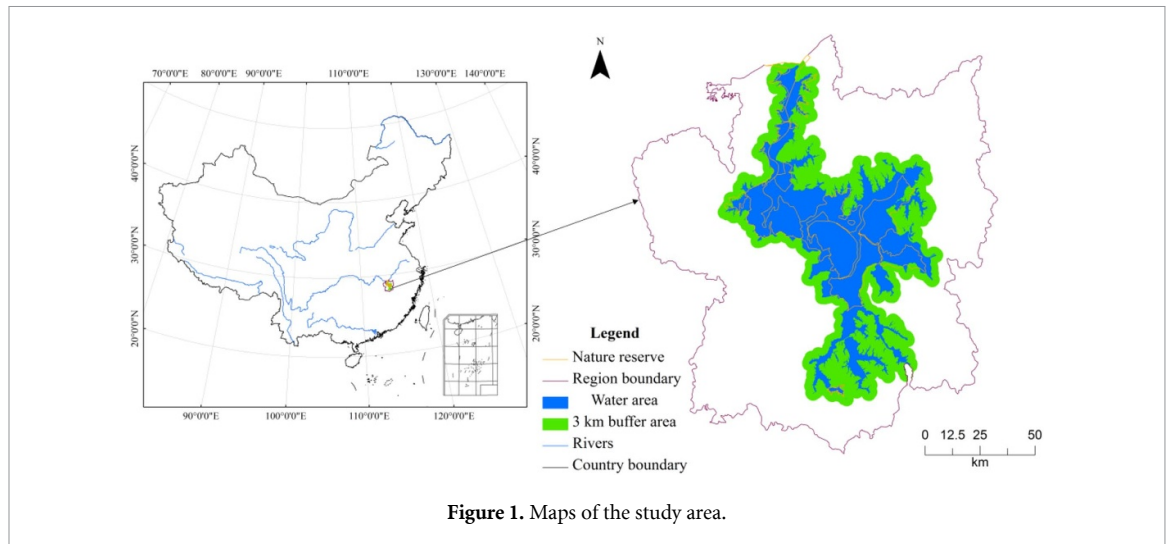 N
70°0'0"E 80°0'0"E 90°0'0"E 110°0'0"E 130°0'0"E 140°0'0"E
40°0'0"N
40°0'0"N
30°0'0"N
30°0'0"N
20°0'0"N
20°0'0"N
90°0'0"E 100°0'0"E 110°0'0"E 120°0'0"E
Legend
Nature reserve
Region boundary
Water area
3 km buffer area
Rivers
Country boundary
0 12.5 25 50
km
Figure 1. Maps of the study area.